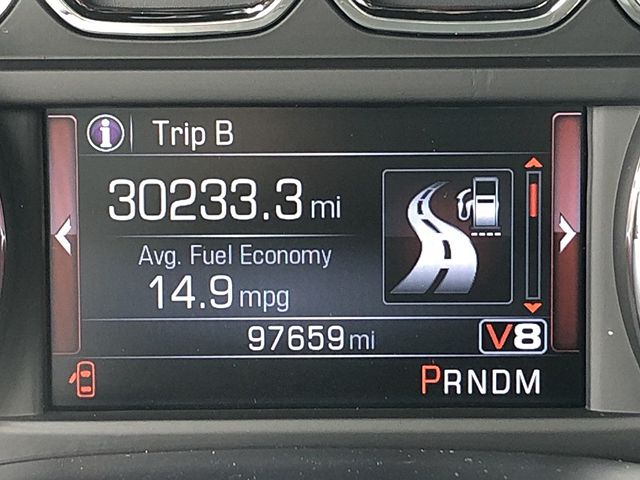 i Trip B
30233.3 mi
Avg. Fuel Economy
14.9 mpg
97659 mi V8
PRNDM